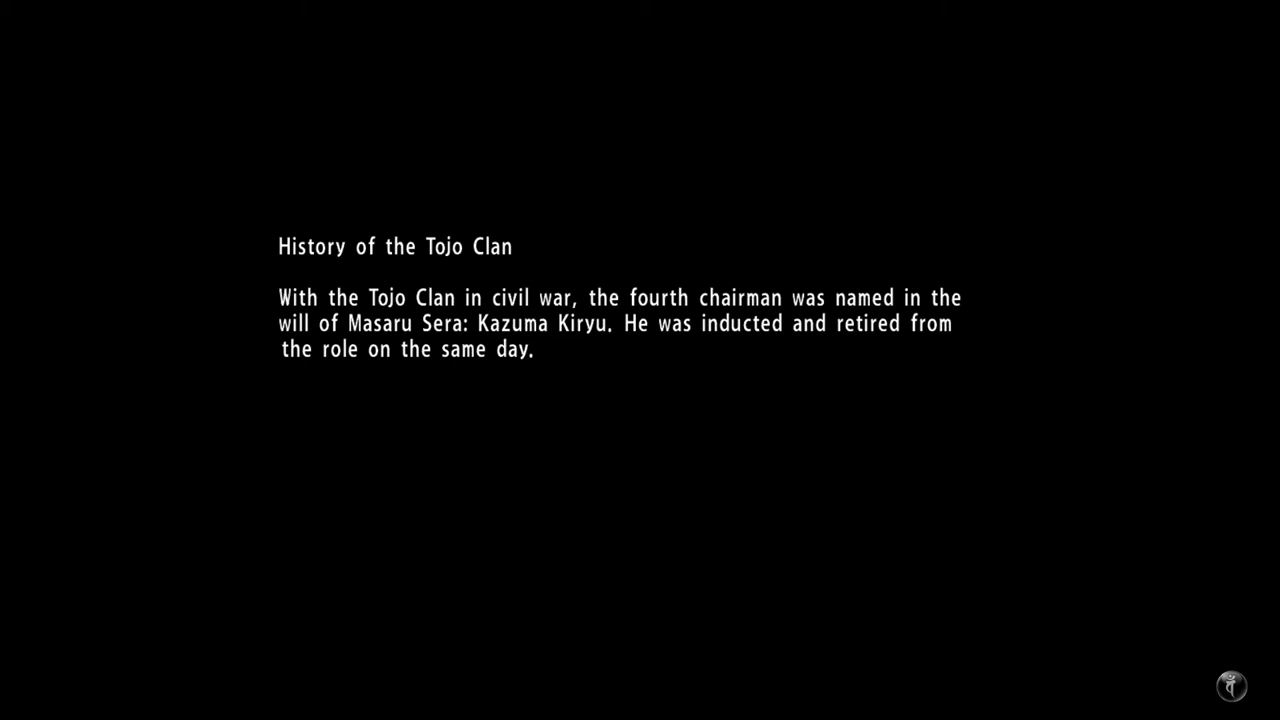 History of the Tojo Clan
With the Tojo Clan in civil war, the fourth chairman was named in the
will of Masaru Sera: Kazuma Kiryu. He was inducted and retired from
the role on the same day.